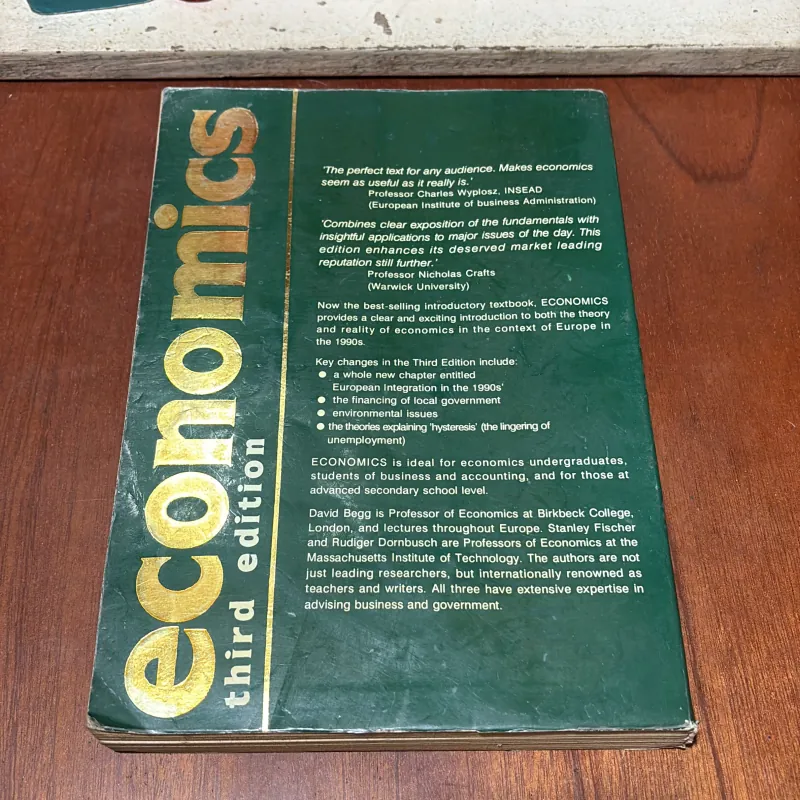 economics
third edition
'The perfect text for any audience. Makes economics
seem as useful as it really is.'
Professor Charles Wyplosz, INSEAD
(European Institute of business Administration)
'Combines clear exposition of the fundamentals with
insightful applications to major issues of the day. This
edition enhances its deserved market leading
reputation still further.'
Professor Nicholas Crafts
(Warwick University)
Now the best-selling introductory textbook, ECONOMICS
provides a clear and exciting introduction to both the theory
and reality of economics in the context of Europe in
the 1990s.
Key changes in the Third Edition include:
● a whole new chapter entitled
European Integration in the 1990s'
● the financing of local government
● environmental issues
● the theories explaining 'hysteresis' (the lingering of
unemployment)
ECONOMICS is ideal for economics undergraduates,
students of business and accounting, and for those at
advanced secondary school level.
David Begg is Professor of Economics at Birkbeck College,
London, and lectures throughout Europe. Stanley Fischer
and Rudiger Dornbusch are Professors of Economics at the
Massachusetts Institute of Technology. The authors are not
just leading researchers, but internationally renowned as
teachers and writers. All three have extensive expertise in
advising business and government.